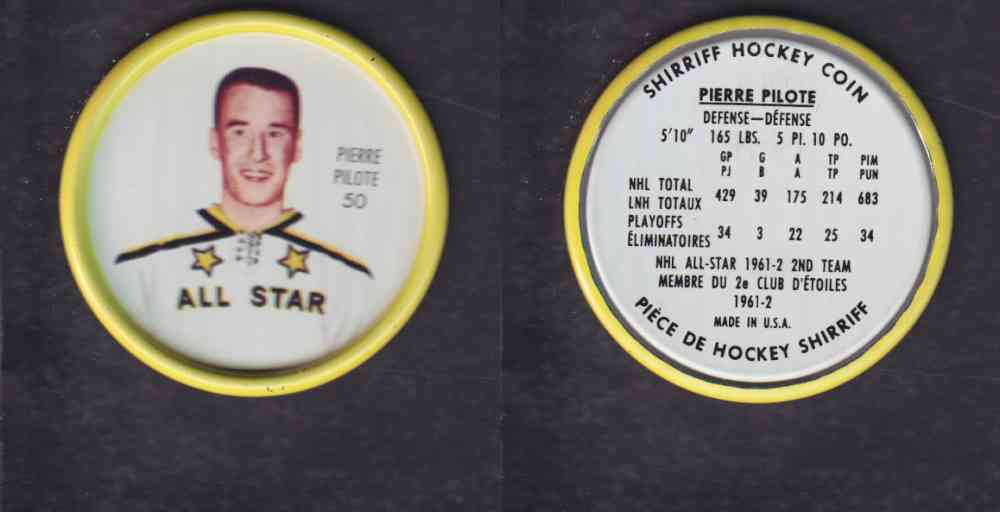 PIERRE
PILOTE
50
ALL STAR
SHIRRIFF HOCKEY COIN
PIERRE PILOTE
DEFENSE—DÉFENSE
5'10" 165 LBS. 5 PI. 10 PO.
GP G A TP PIM
PJ B A TP PUN
NHL TOTAL
LNH TOTAUX 429 39 175 214 683
PLAYOFFS
ÉLIMINATOIRES 34 3 22 25 34
NHL ALL-STAR 1961-2 2ND TEAM
MEMBRE DU 2e CLUB D'ÉTOILES
1961-2
MADE IN U.S.A.
PIÈCE DE HOCKEY SHIRRIFF